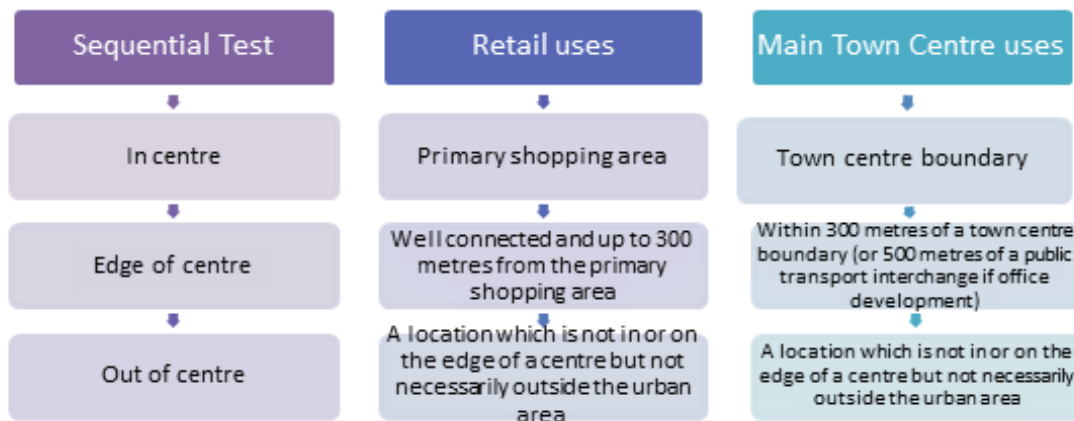 Sequential Test
In centre
Edge of centre
Out of centre
Retail uses
Primary shopping area
Well connected and up to 300
metres from the primary
shopping area
A location which is not in or on
the edge of a centre but not
necessarily outside the urban
area
Main Town Centre uses
Town centre boundary
Within 300 metres of a town centre
boundary (or 500 metres of a public
transport interchange if office
development)
A location which is not in or on the
edge of a centre but not necessarily
outside the urban area